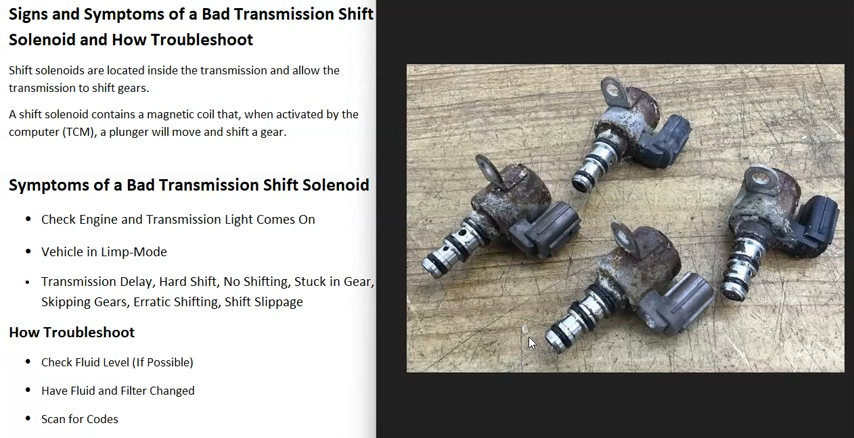 Signs and Symptoms of a Bad Transmission Shift
Solenoid and How Troubleshoot
Shift solenoids are located inside the transmission and allow the
transmission to shift gears.
A shift solenoid contains a magnetic coil that, when activated by the
computer (TCM), a plunger will move and shift a gear.
Symptoms of a Bad Transmission Shift Solenoid
• Check Engine and Transmission Light Comes On
• Vehicle in Limp-Mode
• Transmission Delay, Hard Shift, No Shifting, Stuck in Gear,
Skipping Gears, Erratic Shifting, Shift Slippage
How Troubleshoot
• Check Fluid Level (If Possible)
• Have Fluid and Filter Changed
• Scan for Codes